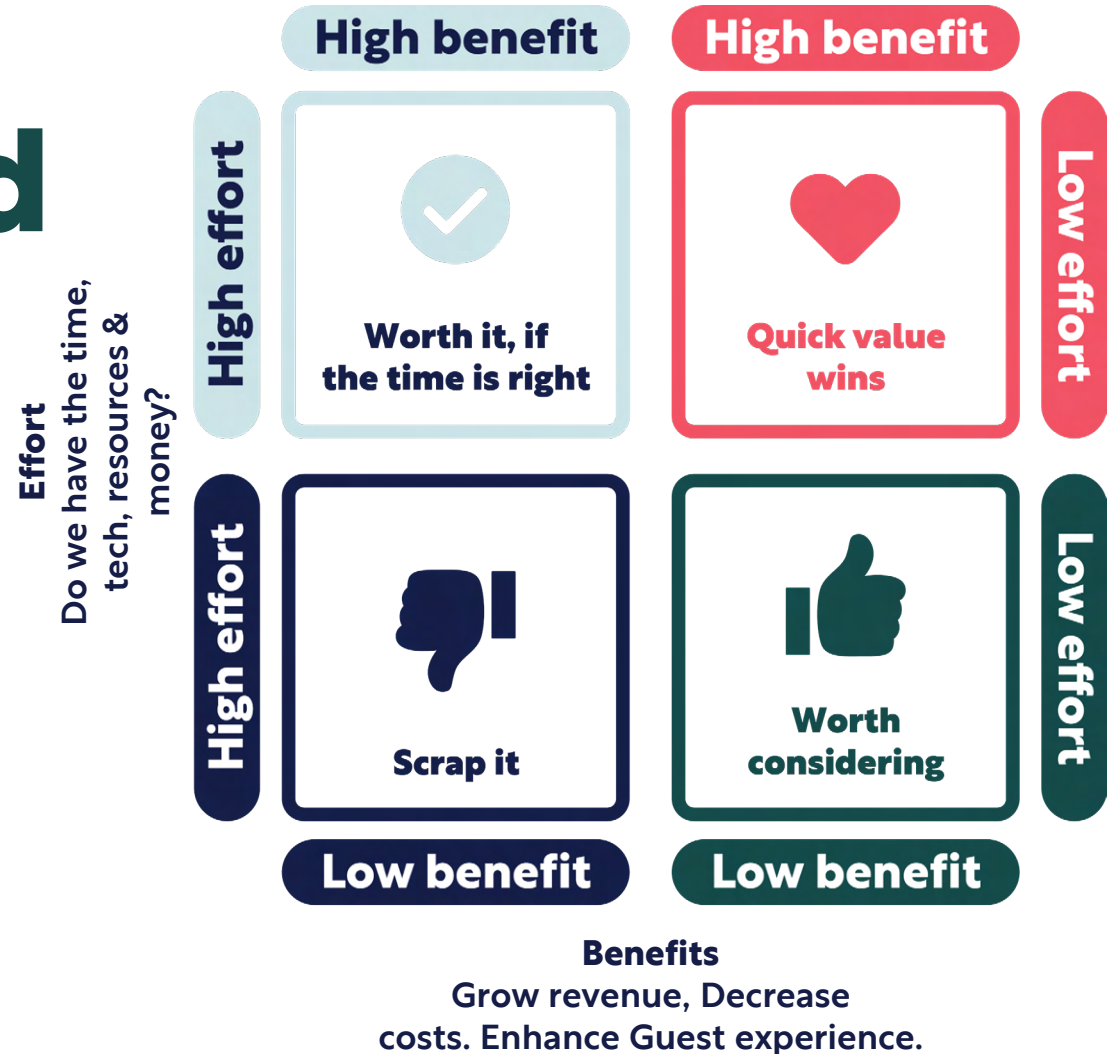 High benefit
High benefit
d
High effort
Low effort
Worth it, if
the time is right
Quick value
wins
Effort
Do we have the time,
tech, resources &
money?
High effort
Low effort
Scrap it
Worth
considering
Low benefit
Low benefit
Benefits
Grow revenue, Decrease
costs. Enhance Guest experience.